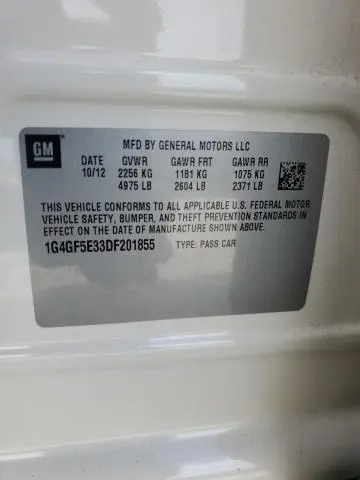 GM
MFD BY GENERAL MOTORS LLC
DATE GVWR GAWR FRT GAWR RR
10/12 2256 KG 1181 KG 1075 KG
4975 LB 2604 LB 2371 LB
THIS VEHICLE CONFORMS TO ALL APPLICABLE U.S. FEDERAL MOTOR
VEHICLE SAFETY, BUMPER, AND THEFT PREVENTION STANDARDS IN
EFFECT ON THE DATE OF MANUFACTURE SHOWN ABOVE.
1G4GF5E33DF201855 TYPE: PASS CAR